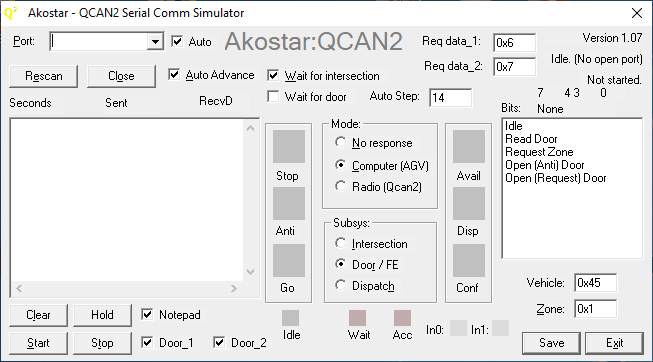 Akostar - QCAN2 Serial Comm Simulator
Port:
Auto
Akostar:QCAN2
Req data_1: 0x6
Version 1.07
Req data_2: 0x7
Idle. (No open port)
Rescan
Close
Auto Advance
Wait for intersection
Not started.
Wait for door
Auto Step: 14
7 4 3 0
Seconds
Sent
RecvD
Bits: None
Mode:
No response
Computer (AGV)
Radio (Qcan2)
Stop
Avail
Idle
Read Door
Request Zone
Open (Anti) Door
Open (Request) Door
Subsys:
Intersection
Door / FE
Dispatch
Anti
Disp
Go
Conf
Vehicle: 0x45
Zone: 0x1
Clear
Hold
Notepad
Start
Stop
Door_1
Door_2
Idle
Wait
Acc
In0:
In1:
Save
Exit